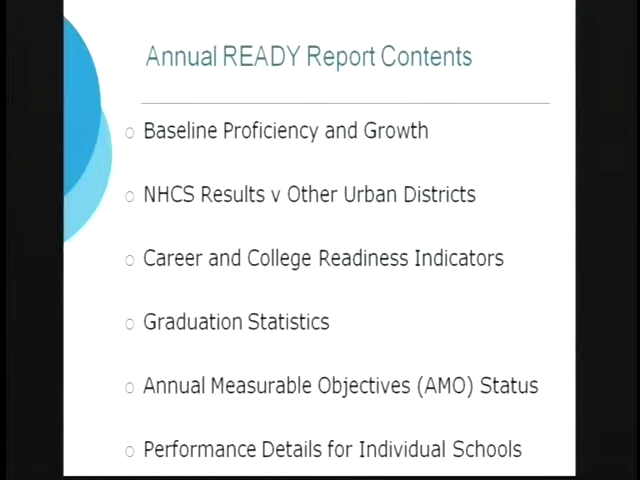 Annual READY Report Contents
Baseline Proficiency and Growth
NHCS Results v Other Urban Districts
Career and College Readiness Indicators
Graduation Statistics
Annual Measurable Objectives (AMO) Status
Performance Details for Individual Schools